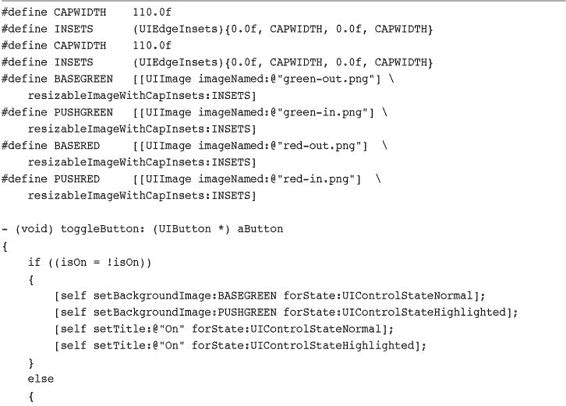 #define CAPWIDTH    110.0f
#define INSETS      (UIEdgeInsets){0.0f, CAPWIDTH, 0.0f, CAPWIDTH}
#define CAPWIDTH    110.0f
#define INSETS      (UIEdgeInsets){0.0f, CAPWIDTH, 0.0f, CAPWIDTH}
#define BASEGREEN   [[UIImage imageNamed:@"green-out.png"] \
    resizableImageWithCapInsets:INSETS]
#define PUSHGREEN   [[UIImage imageNamed:@"green-in.png"] \
    resizableImageWithCapInsets:INSETS]
#define BASERED     [[UIImage imageNamed:@"red-out.png"]  \
    resizableImageWithCapInsets:INSETS]
#define PUSHRED     [[UIImage imageNamed:@"red-in.png"]  \
    resizableImageWithCapInsets:INSETS]

- (void) toggleButton: (UIButton *) aButton
{
    if ((isOn = !isOn))
    {
        [self setBackgroundImage:BASEGREEN forState:UIControlStateNormal];
        [self setBackgroundImage:PUSHGREEN forState:UIControlStateHighlighted];
        [self setTitle:@"On" forState:UIControlStateNormal];
        [self setTitle:@"On" forState:UIControlStateHighlighted];
    }
    else
    {